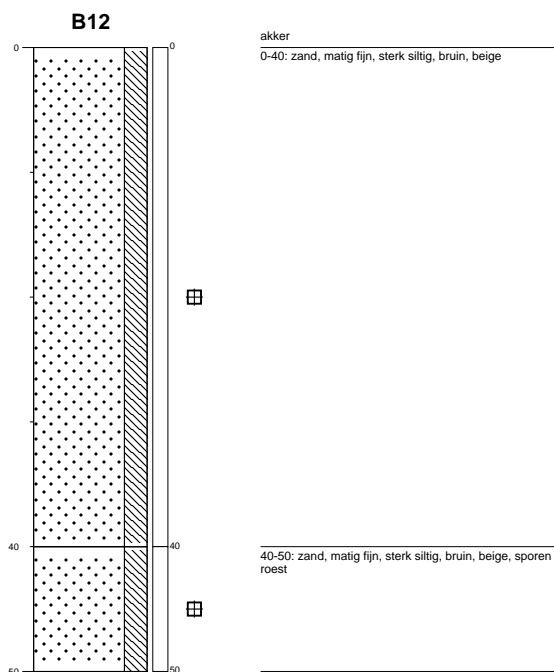 B12
akker
0
0
0-40: zand, matig fijn, sterk siltig, bruin, beige
40
40
40-50: zand, matig fijn, sterk siltig, bruin, beige, sporen
roest
50
50